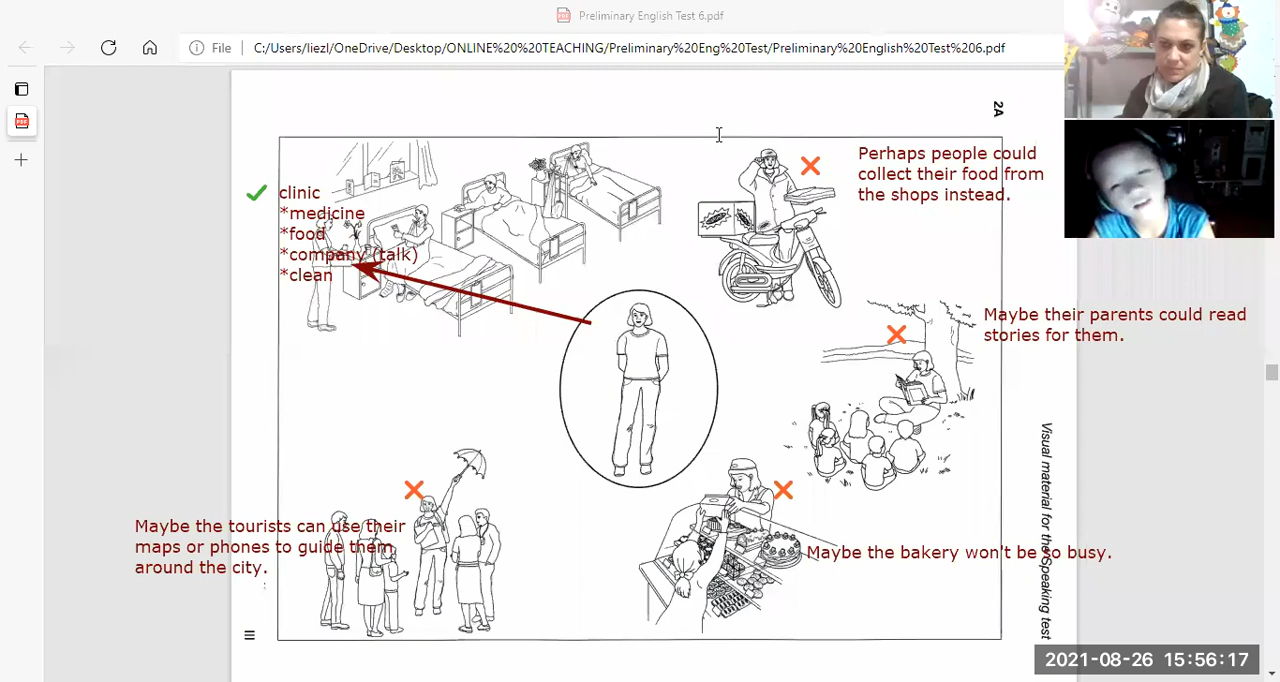 Preliminary English Test 6.pdf
File
C:/Users/liezl/OneDrive/Desktop/ONLINE%20%20TEACHING/Preliminary%20Eng%20Test/Preliminary%20English%20Test%206.pdf
2A
clinic
*medicine
*food
*company (talk)
*clean
Perhaps people could
collect their food from
the shops instead.
Maybe their parents could read
stories for them.
Maybe the tourists can use their
maps or phones to guide them
around the city.
Maybe the bakery won't be so busy.
Visual material for the Speaking test
2021-08-26 15:56:17